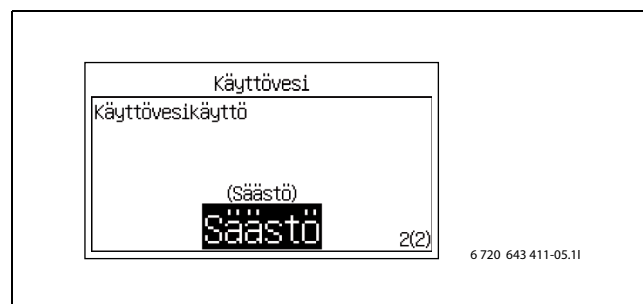 Käyttövesi
Käyttövesikäyttö
(Säästö)
Säästö
2(2)
6 720 643 411-05.1I